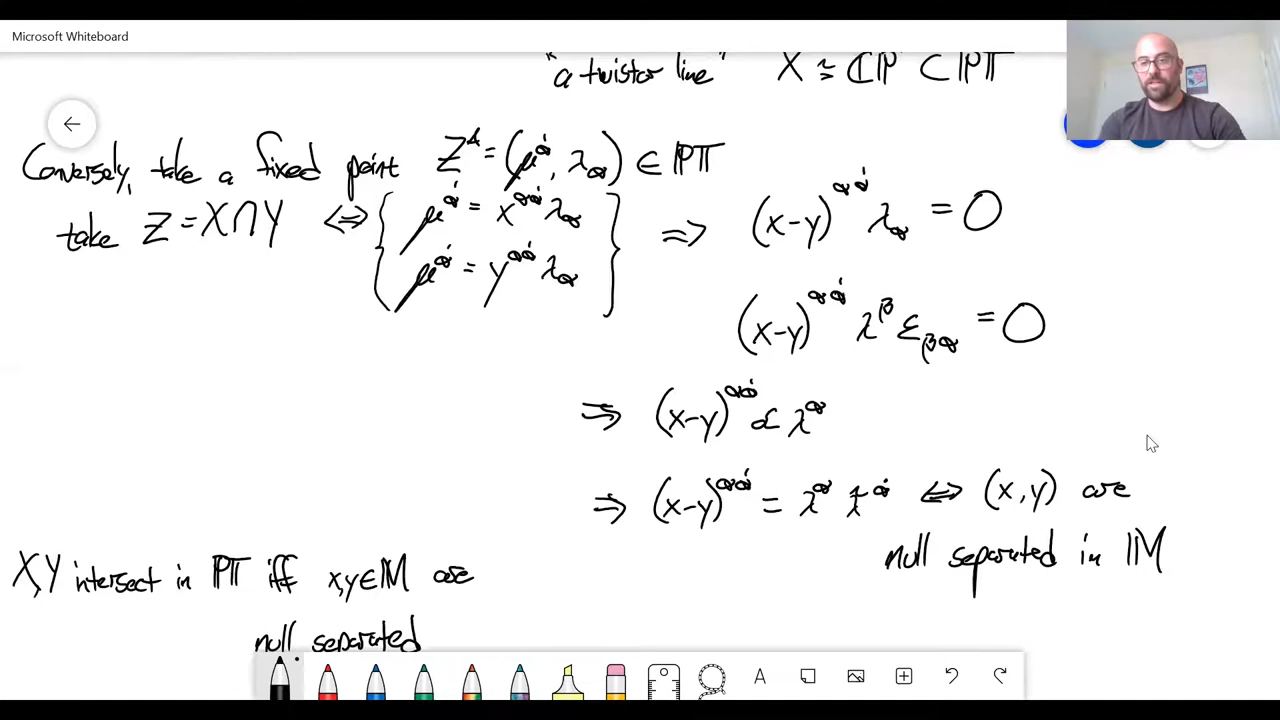 Microsoft Whiteboard
"a twistor line" X ≅ ℂℙ ⊂ ℙ𝕋
Conversely, take a fixed point Z^A = (μ^α̇, λ_α) ∈ ℙ𝕋
take Z = X∩Y ⇔ { μ^α̇ = x^αα̇ λ_α
μ^α̇ = y^αα̇ λ_α } ⇒ (x-y)^αα̇ λ_α = 0
(x-y)^αα̇ λ^β ε_βα = 0
⇒ (x-y)^αα̇ ∝ λ^α
⇒ (x-y)^αα̇ = λ^α λ̃^α̇ ⇔ (x,y) are
null separated in 𝕄
X,Y intersect in ℙ𝕋 iff x,y∈𝕄 are
null separated
A